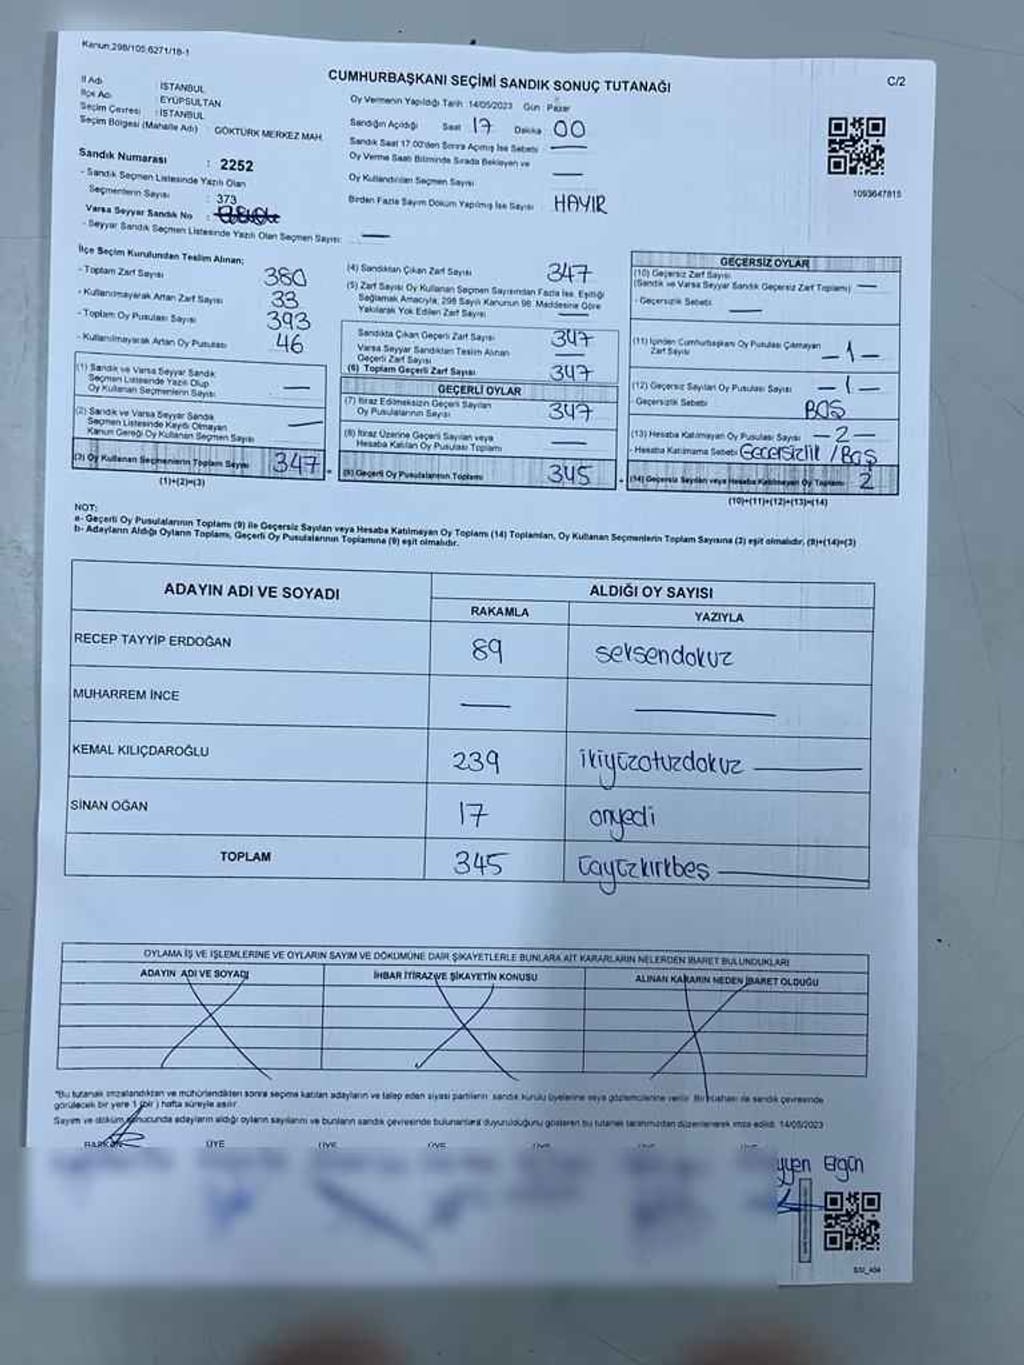 Kanun 298/105,6271/18-1
CUMHURBAŞKANI SEÇİMİ SANDIK SONUÇ TUTANAĞI
C/2
İl Adı : İSTANBUL
İlçe Adı : EYÜPSULTAN
Seçim Çevresi : İSTANBUL
Seçim Bölgesi (Mahalle Adı) GÖKTÜRK MERKEZ MAH.
Sandık Numarası : 2252
- Sandık Seçmen Listesinde Yazılı Olan
Seçmenlerin Sayısı : 373
Varsa Seyyar Sandık No :
- Seyyar Sandık Seçmen Listesinde Yazılı Olan Seçmen Sayısı: —
Oy Vermenin Yapıldığı Tarih :14/05/2023 Gün : Pazar
Sandığın Açıldığı Saat 17 Dakika 00
Sandık Saat 17.00'den Sonra Açılmış İse Sebebi —
Oy Verme Saati Bitiminde Sırada Bekleyen ve
Oy Kullandırılan Seçmen Sayısı —
Birden Fazla Sayım Döküm Yapılmış İse Sayısı HAYIR
1093647815
İlçe Seçim Kurulundan Teslim Alınan;
- Toplam Zarf Sayısı 380
- Kullanılmayarak Artan Zarf Sayısı 33
- Toplam Oy Pusulası Sayısı 393
- Kullanılmayarak Artan Oy Pusulası 46
(1) Sandık ve Varsa Seyyar Sandık
Seçmen Listesinde Yazılı Olup
Oy Kullanan Seçmenlerin Sayısı —
(2) Sandık ve Varsa Seyyar Sandık
Seçmen Listesinde Kaydı Olmayan
Kanun Gereği Oy Kullanan Seçmen Sayısı —
(3) Oy Kullanan Seçmenlerin Toplam Sayısı 347
(1)+(2)=(3)
(4) Sandıktan Çıkan Zarf Sayısı 347
(5) Zarf Sayısı Oy Kullanan Seçmen Sayısından Fazla İse, Eşitliği
Sağlamak Amacıyla, 298 Sayılı Kanunun 98. Maddesine Göre
Yakılarak Yok Edilen Zarf Sayısı —
Sandıkta Çıkan Geçerli Zarf Sayısı 347
Varsa Seyyar Sandıktan Teslim Alınan
Geçerli Zarf Sayısı —
(6) Toplam Geçerli Zarf Sayısı 347
GEÇERLİ OYLAR
(7) İtiraz Edilmeksizin Geçerli Sayılan
Oy Pusulalarının Sayısı 347
(8) İtiraz Üzerine Geçerli Sayılan veya
Hesaba Katılan Oy Pusulası Toplamı —
(9) Geçerli Oy Pusulalarının Toplamı 345
GEÇERSİZ OYLAR
(10) Geçersiz Zarf Sayısı
(Sandık ve Varsa Seyyar Sandık Geçersiz Zarf Toplamı) —
- Geçersizlik Sebebi —
(11) İçinden Cumhurbaşkanı Oy Pusulası Çıkmayan
Zarf Sayısı -1-
(12) Geçersiz Sayılan Oy Pusulası Sayısı -1-
- Geçersizlik Sebebi BOŞ
(13) Hesaba Katılmayan Oy Pusulası Sayısı -2-
- Hesaba Katılmama Sebebi Geçersizlik /Boş
(14) Geçersiz Sayılan veya Hesaba Katılmayan Oy Toplamı 2
(10)+(11)+(12)+(13)=(14)
NOT:
a- Geçerli Oy Pusulalarının Toplamı (9) ile Geçersiz Sayılan veya Hesaba Katılmayan Oy Toplamı (14) Toplamları, Oy Kullanan Seçmenlerin Toplam Sayısına (3) eşit olmalıdır. (9)+(14)=(3)
b- Adayların Aldığı Oyların Toplamı, Geçerli Oy Pusulalarının Toplamına (9) eşit olmalıdır.
ADAYIN ADI VE SOYADI ALDIĞI OY SAYISI
RAKAMLA YAZIYLA
RECEP TAYYİP ERDOĞAN 89 seksendokuz
MUHARREM İNCE — —
KEMAL KILIÇDAROĞLU 239 ikiyüzotuzdokuz —
SİNAN OĞAN 17 onyedi
TOPLAM 345 üçyüzkırkbeş —
OYLAMA İŞ VE İŞLEMLERİNE VE OYLARIN SAYIM VE DÖKÜMÜNE DAİR ŞİKAYETLERLE BUNLARA AİT KARARLARIN NELERDEN İBARET BULUNDUKLARI
ADAYIN ADI VE SOYADI İHBAR İTİRAZ VE ŞİKAYETİN KONUSU ALINAN KARARIN NEDEN İBARET OLDUĞU
*Bu tutanak imzalandıktan ve mühürlendikten sonra seçime katılan adayların ve talep eden siyasi partilerin sandık kurulu üyelerine veya gözlemcilerine verilir. Bir nüshası ile sandık çevresinde
görülecek bir yere 1 (bir) hafta süreyle asılır.
Sayım ve döküm sonucunda adayların aldığı oyların sayılarını ve bunların sandık çevresinde bulunanlara duyurulduğunu gösteren bu tutanak tarafımızdan düzenlenerek imza edildi. 14/05/2023
BAŞKAN ÜYE ÜYE ÜYE ÜYE ÜYE
Ergün